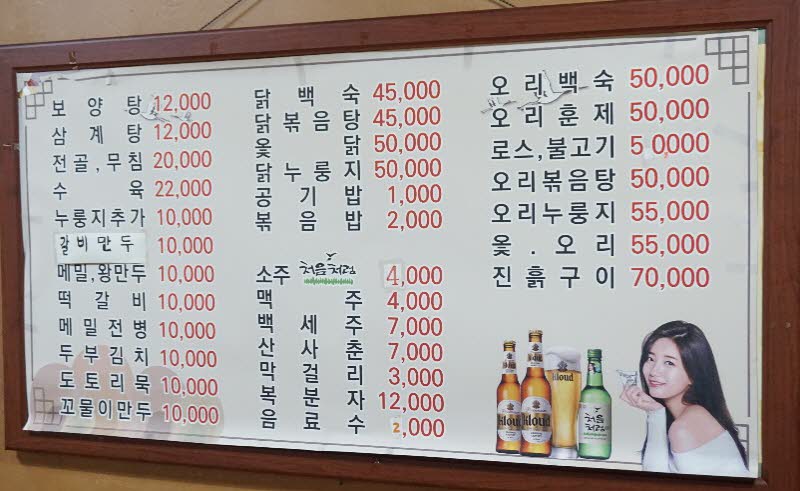 보양탕 12,000
삼계탕 12,000
전골,무침 20,000
수육 22,000
누룽지추가 10,000
갈비만두 10,000
메밀,왕만두 10,000
떡갈비 10,000
메밀전병 10,000
두부김치 10,000
도토리묵 10,000
꼬물이만두 10,000
닭백숙 45,000
닭볶음탕 45,000
옻닭 50,000
닭누룽지 50,000
공기밥 1,000
볶음밥 2,000
소주 처음처럼 4,000
맥주 4,000
백세주 7,000
산사춘 7,000
막걸리 3,000
복분자 12,000
음료수 2,000
오리백숙 50,000
오리훈제 50,000
로스,불고기 50000
오리볶음탕 50,000
오리누룽지 55,000
옻.오리 55,000
진흙구이 70,000
Kloud
Kloud
Kloud
처음처럼